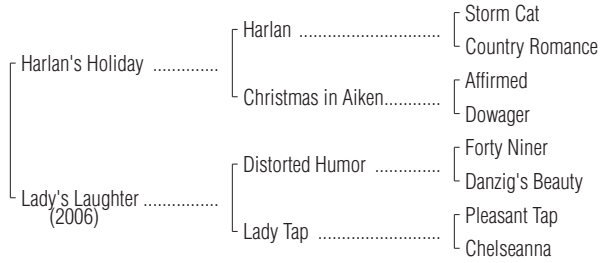 Storm Cat
Harlan ................................
Country Romance
Harlan's Holiday ..............
Affirmed
Christmas in Aiken.............
Dowager
Forty Niner
Distorted Humor ...............
Danzig's Beauty
Lady's Laughter ................
(2006)
Pleasant Tap
Lady Tap ............................
Chelseanna